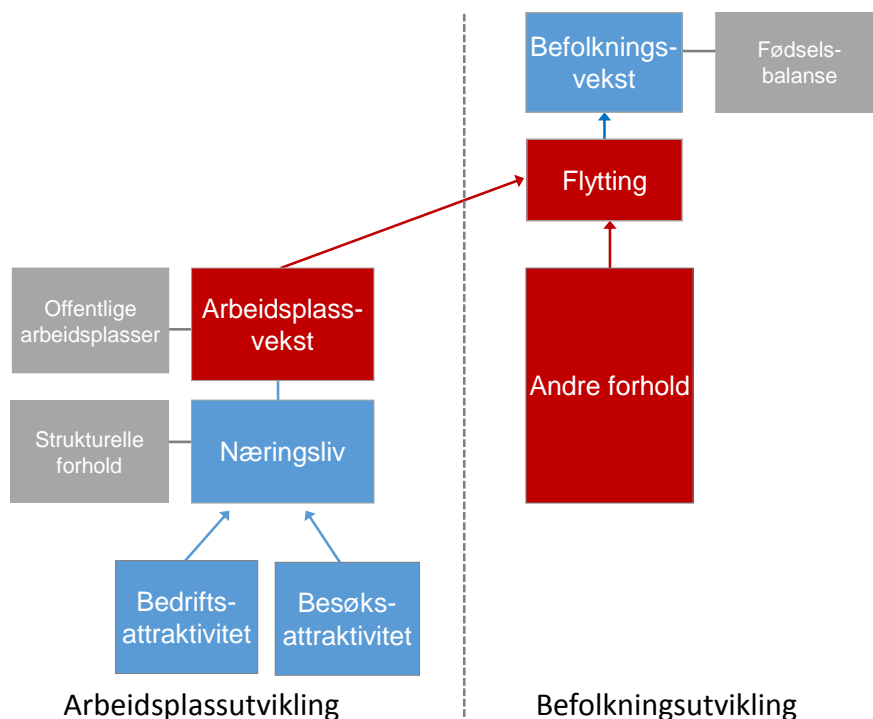 Befolknings-
vekst
Fødsels-
balanse
Flytting
Offentlige
arbeidsplasser
Arbeidsplass-
vekst
Andre forhold
Strukturelle
forhold
Næringsliv
Bedrifts-
attraktivitet
Besøks-
attraktivitet
Arbeidsplassutvikling
Befolkningsutvikling